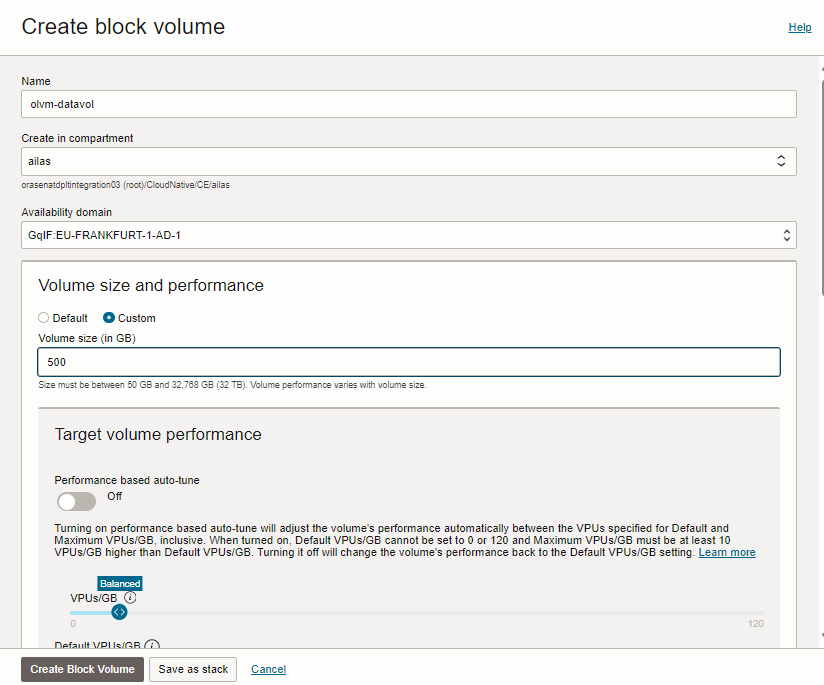 Create block volume
Help
Name
olvm-datavol
Create in compartment
ailas
orasenatdpltintegration03 (root)/CloudNative/CE/ailas
Availability domain
GqIF:EU-FRANKFURT-1-AD-1
Volume size and performance
Default Custom
Volume size (in GB)
500
Size must be between 50 GB and 32,768 GB (32 TB). Volume performance varies with volume size.
Target volume performance
Performance based auto-tune
Off
Turning on performance based auto-tune will adjust the volume's performance automatically between the VPUs specified for Default and
Maximum VPUs/GB, inclusive. When turned on, Default VPUs/GB cannot be set to 0 or 120 and Maximum VPUs/GB must be at least 10
VPUs/GB higher than Default VPUs/GB. Turning it off will change the volume's performance back to the Default VPUs/GB setting. Learn more
Balanced
VPUs/GB i
0 120
Default VPUs/GB i
Create Block Volume Save as stack Cancel